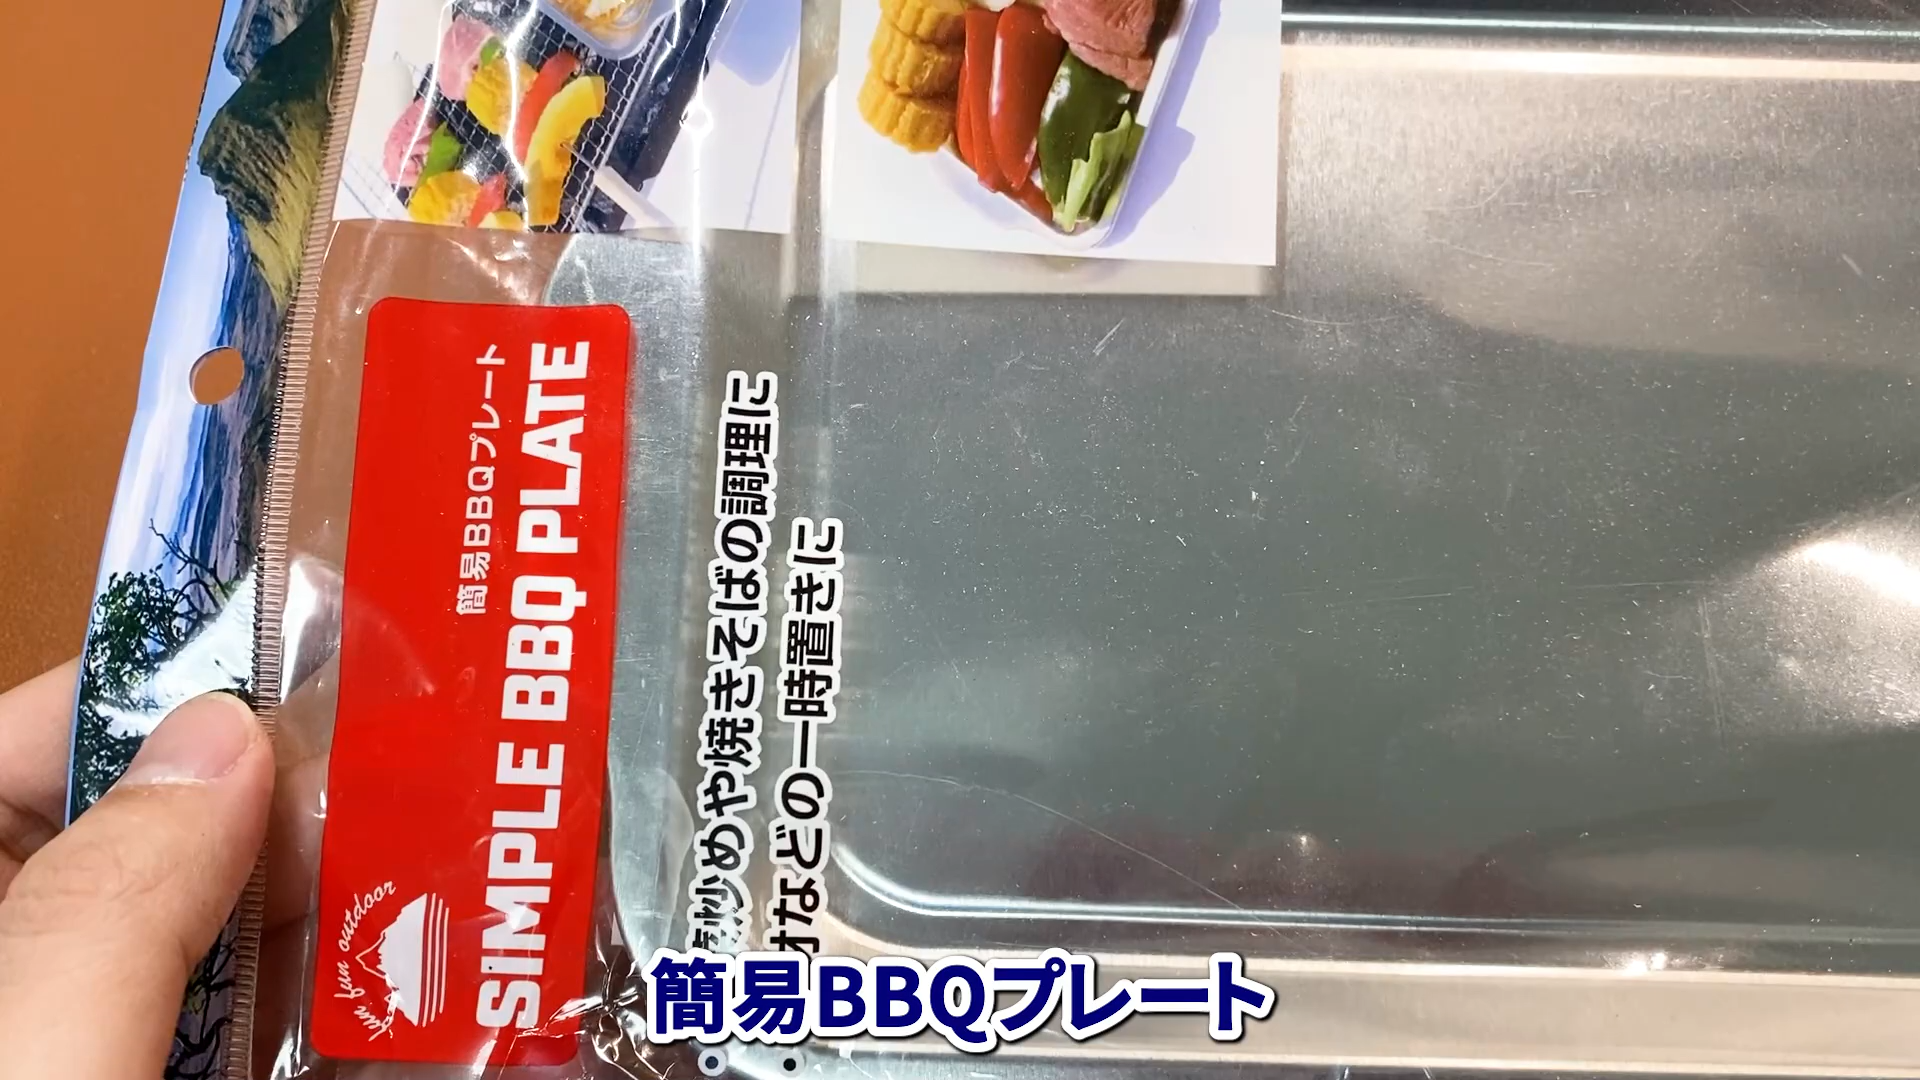 簡易BBQプレート
SIMPLE BBQ PLATE
fun fun outdoor
炒めや焼きそばの調理に
などの一時置きに
簡易BBQプレート